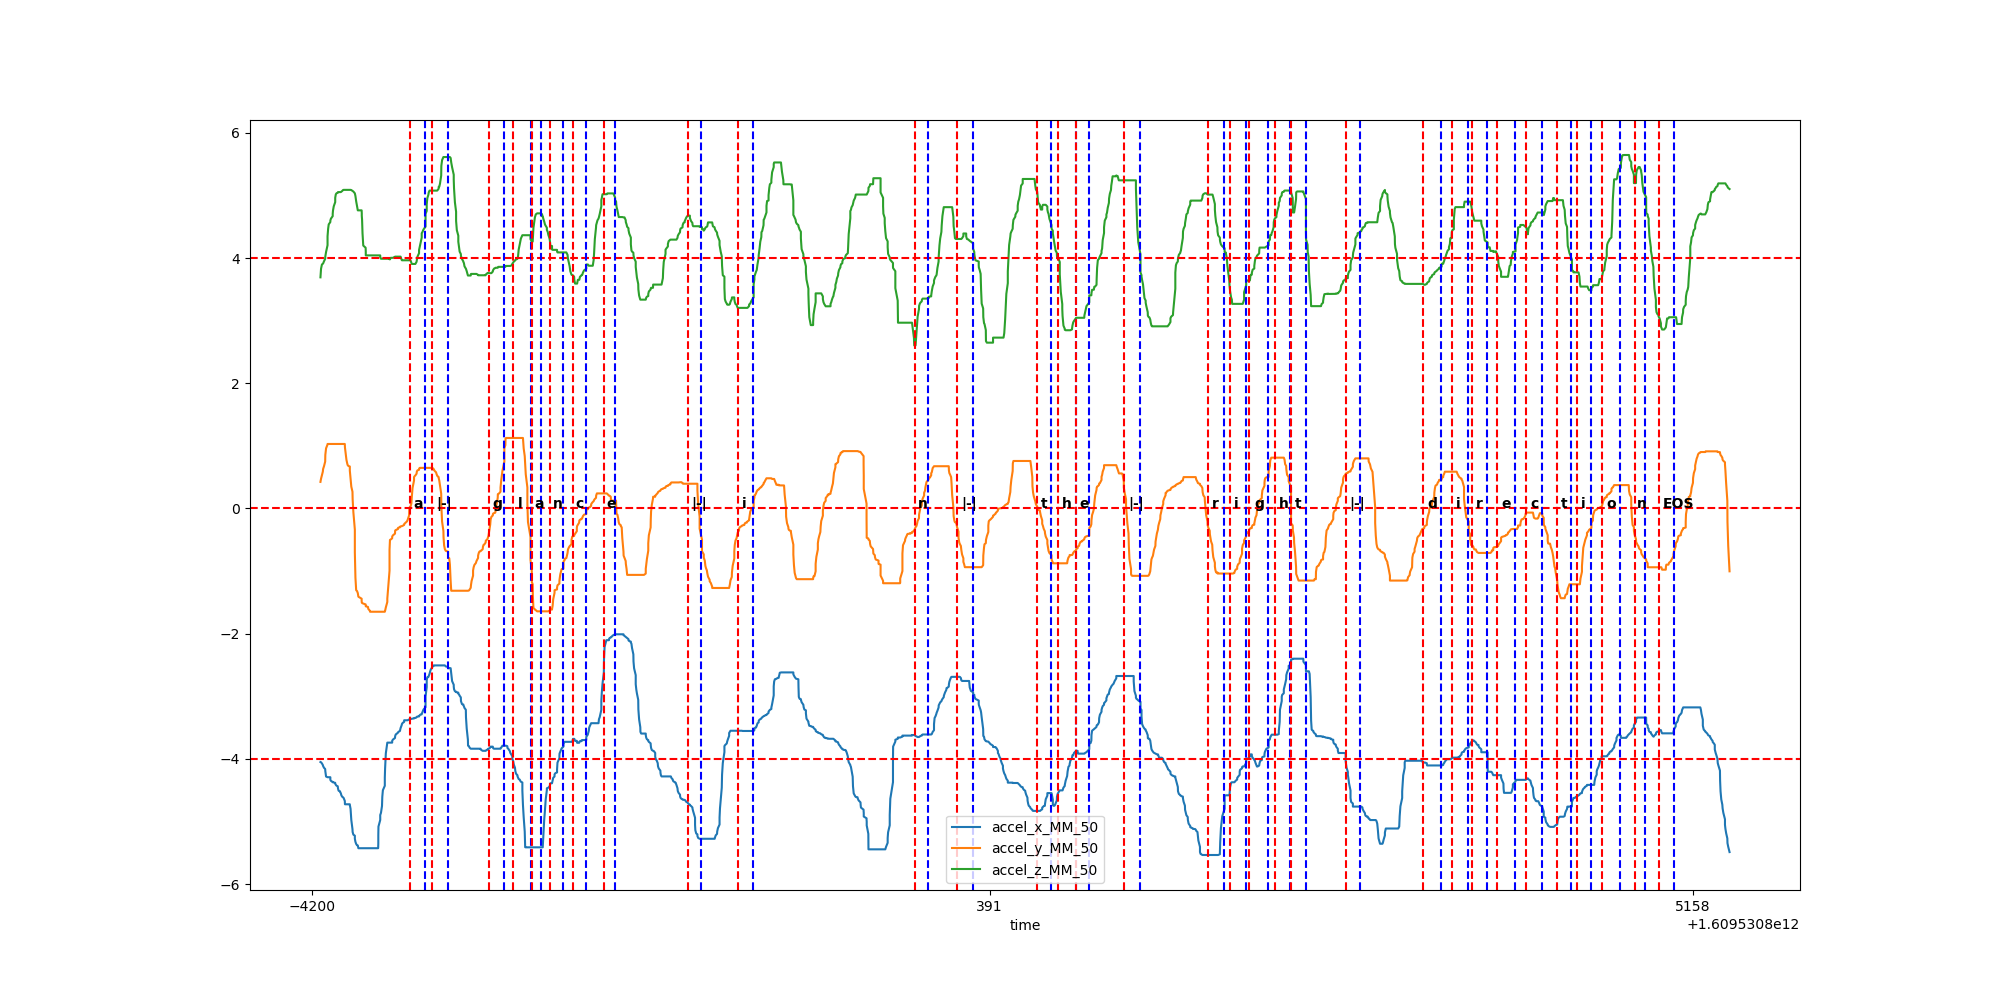 6
4
2
0
−2
−4
−6
a |-| g l a n c e |-| i n |-| t h e |-| r i g h t |-| d i r e c t i o n EOS
accel_x_MM_50
accel_y_MM_50
accel_z_MM_50
−4200 391 5158
time
+1.6095308e12